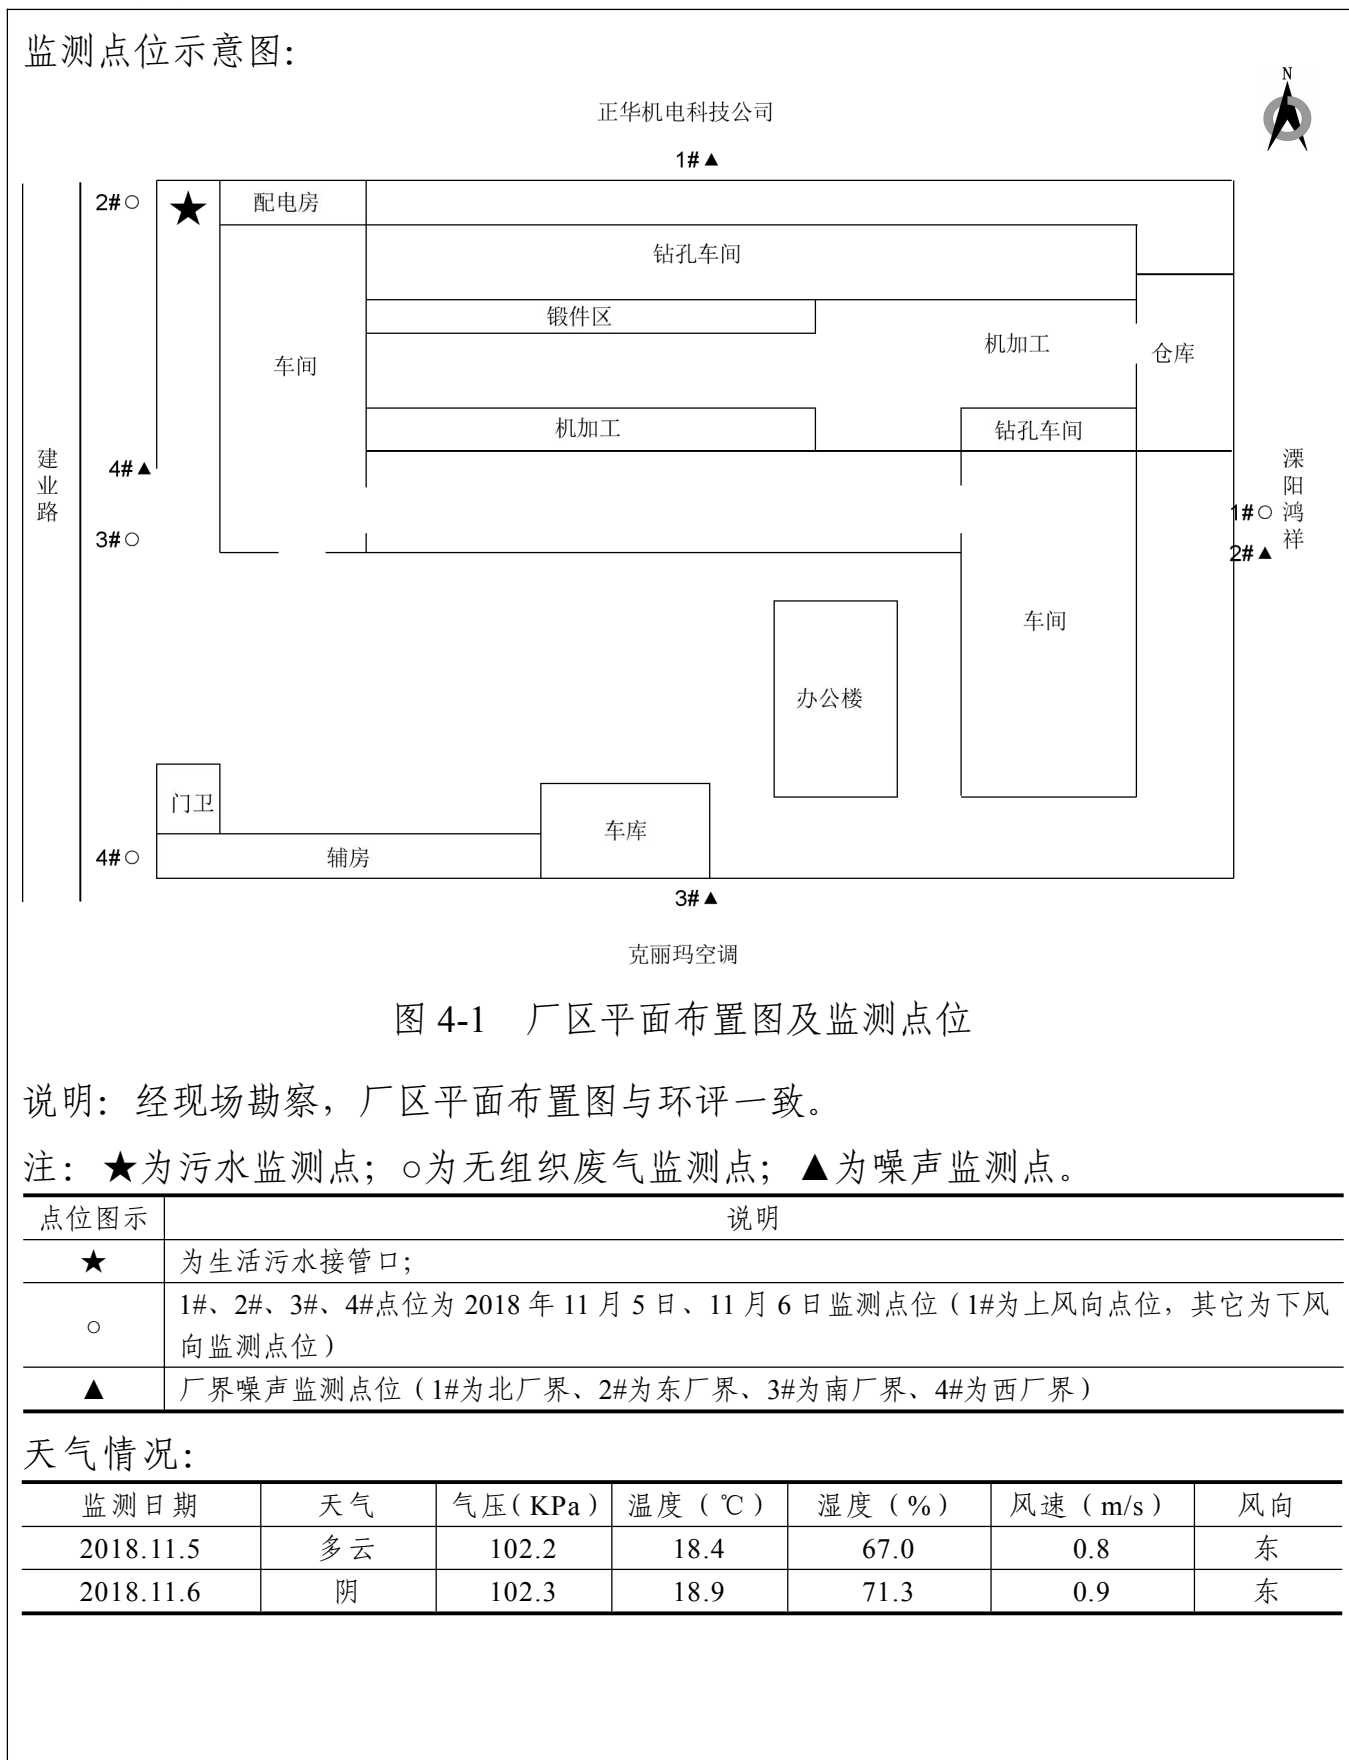 监测点位示意图：
N
正华机电科技公司
1#▲
2#○
★
配电房
钻孔车间
锻件区
机加工
车间
仓库
机加工
钻孔车间
建业路
4#▲
溧阳鸿祥
1#○
3#○
2#▲
车间
办公楼
门卫
车库
4#○
辅房
3#▲
克丽玛空调
图 4-1 厂区平面布置图及监测点位
说明：经现场勘察，厂区平面布置图与环评一致。
注：★为污水监测点；○为无组织废气监测点；▲为噪声监测点。
点位图示 说明
★ 为生活污水接管口；
○ 1#、2#、3#、4#点位为 2018 年 11 月 5 日、11 月 6 日监测点位（1#为上风向点位，其它为下风
向监测点位）
▲ 厂界噪声监测点位（1#为北厂界、2#为东厂界、3#为南厂界、4#为西厂界）
天气情况：
监测日期 天气 气压（KPa） 温度（℃） 湿度（%） 风速（m/s） 风向
2018.11.5 多云 102.2 18.4 67.0 0.8 东
2018.11.6 阴 102.3 18.9 71.3 0.9 东